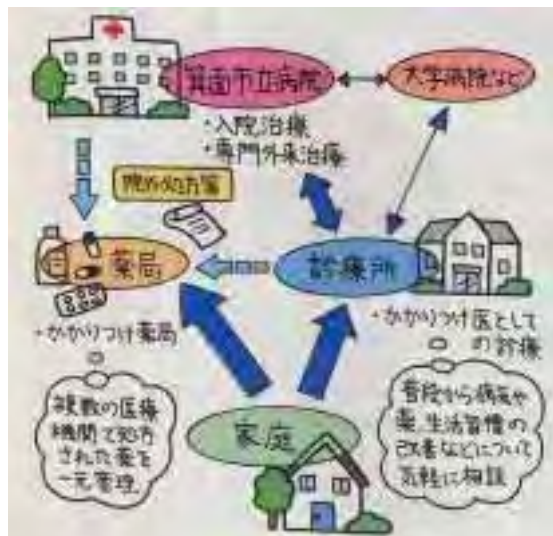 箕面市立病院
大学病院など
・入院治療
・専門外来治療
院外処方箋
薬局
診療所
・かかりつけ薬局
・かかりつけ医として
の診療
複数の医療
機関で処方
された薬を
一元管理
普段から病気や
薬、生活習慣の
改善などについて
気軽に相談
家庭